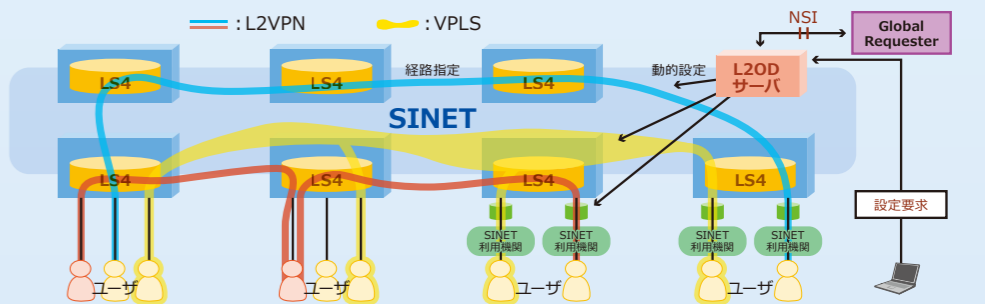 : L2VPN
: VPLS
NSI
Global
Requester
LS4
LS4
経路指定
LS4
動的設定
L2OD
サーバ
SINET
LS4
LS4
LS4
LS4
設定要求
SINET
利用機関
SINET
利用機関
SINET
利用機関
SINET
利用機関
ユーザ
ユーザ
ユーザ
ユーザ